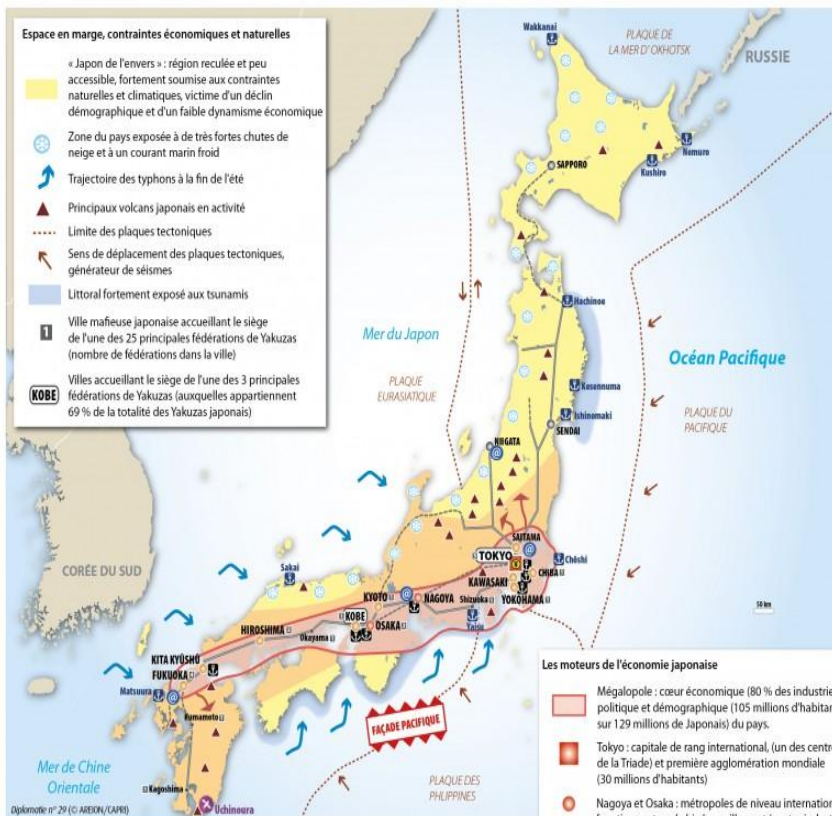 Espace en marge, contraintes économiques et naturelles
« Japon de l'envers » : région reculée et peu
accessible, fortement soumise aux contraintes
naturelles et climatiques, victime d'un déclin
démographique et d'un faible dynamisme économique
Zone du pays exposée à de très fortes chutes de
neige et à un courant marin froid
Trajectoire des typhons à la fin de l'été
Principaux volcans japonais en activité
Limite des plaques tectoniques
Sens de déplacement des plaques tectoniques,
générateur de séismes
Littoral fortement exposé aux tsunamis
1
Ville mafieuse japonaise accueillant le siège
de l'une des 25 principales fédérations de Yakuzas
(nombre de fédérations dans la ville)
KOBE
Villes accueillant le siège de l'une des 3 principales
fédérations de Yakuzas (auxquelles appartiennent
69 % de la totalité des Yakuzas japonais)
Wakkanai
PLAQUE DE
LA MER D'OKHOTSK
RUSSIE
SAPPORO
Kushiro
Nemuro
Hachinoe
Mer du Japon
Océan Pacifique
PLAQUE
EURASIATIQUE
Kesennuma
Ishinomaki
PLAQUE DU
PACIFIQUE
SENDAI
NIIGATA
@
SAITAMA
@
TOKYO
Chôshi
CORÉE DU SUD
Sakai
KYOTO
@
NAGOYA
KAWASAKI
CHIBA
Shizuoka
YOKOHAMA
50 km
KOBE
OSAKA
Yaisu
HIROSHIMA
Okayama
KITA KYÛSHÛ
FUKUOKA
Matsuura
@
Kumamoto
FAÇADE PACIFIQUE
Mer de Chine
Orientale
Kagoshima
Uchinoura
PLAQUE DES
PHLIPPINES
Diplomatie n° 29 (© AREION/CAPRI)
Les moteurs de l'économie japonaise
Mégalopole : cœur économique (80 % des industrie
politique et démographique (105 millions d'habitan
sur 129 millions de Japonais) du pays.
Tokyo : capitale de rang international, (un des centr
de la Triade) et première agglomération mondiale
(30 millions d'habitants)
Nagoya et Osaka : métropoles de niveau internation